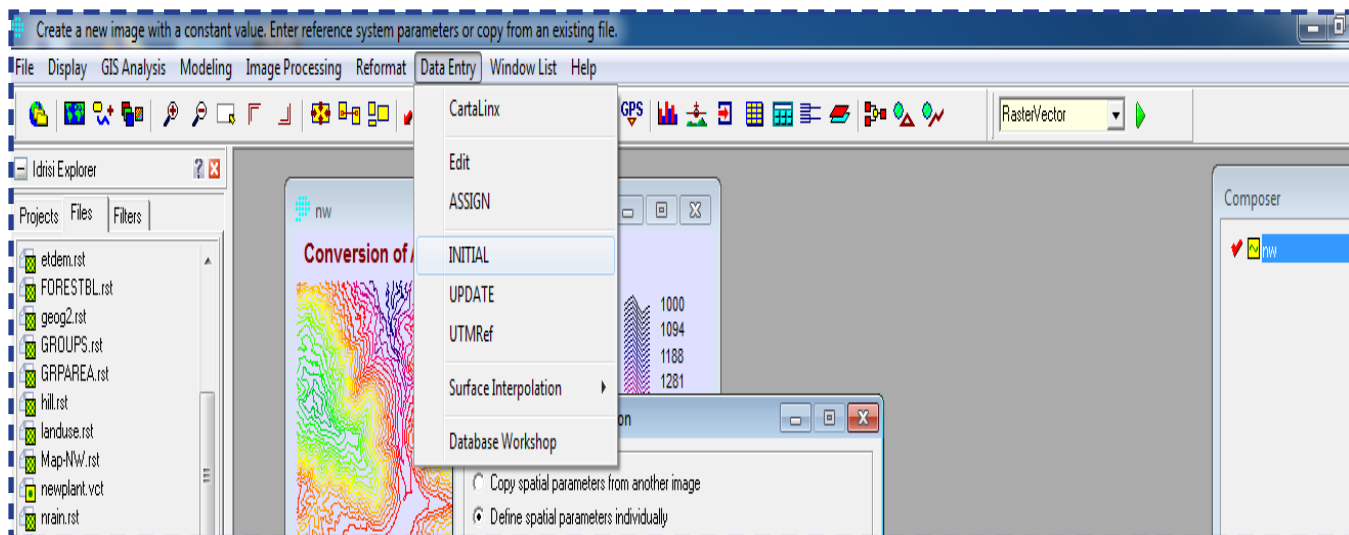 Create a new image with a constant value. Enter reference system parameters or copy from an existing file.
File Display GIS Analysis Modeling Image Processing Reformat Data Entry Window List Help
GPS RasterVector
CartaLinx
Edit
ASSIGN
INITIAL
UPDATE
UTMRef
Surface Interpolation
Database Workshop
Idrisi Explorer
Projects Files Filters
etdem.rst
FORESTBL.rst
geog2.rst
GROUPS.rst
GRPAREA.rst
hill.rst
landuse.rst
Map-NW.rst
newplant.vct
nrain.rst
nw
Conversion of
1000
1094
1188
1281
on
Copy spatial parameters from another image
Define spatial parameters individually
Composer
nw